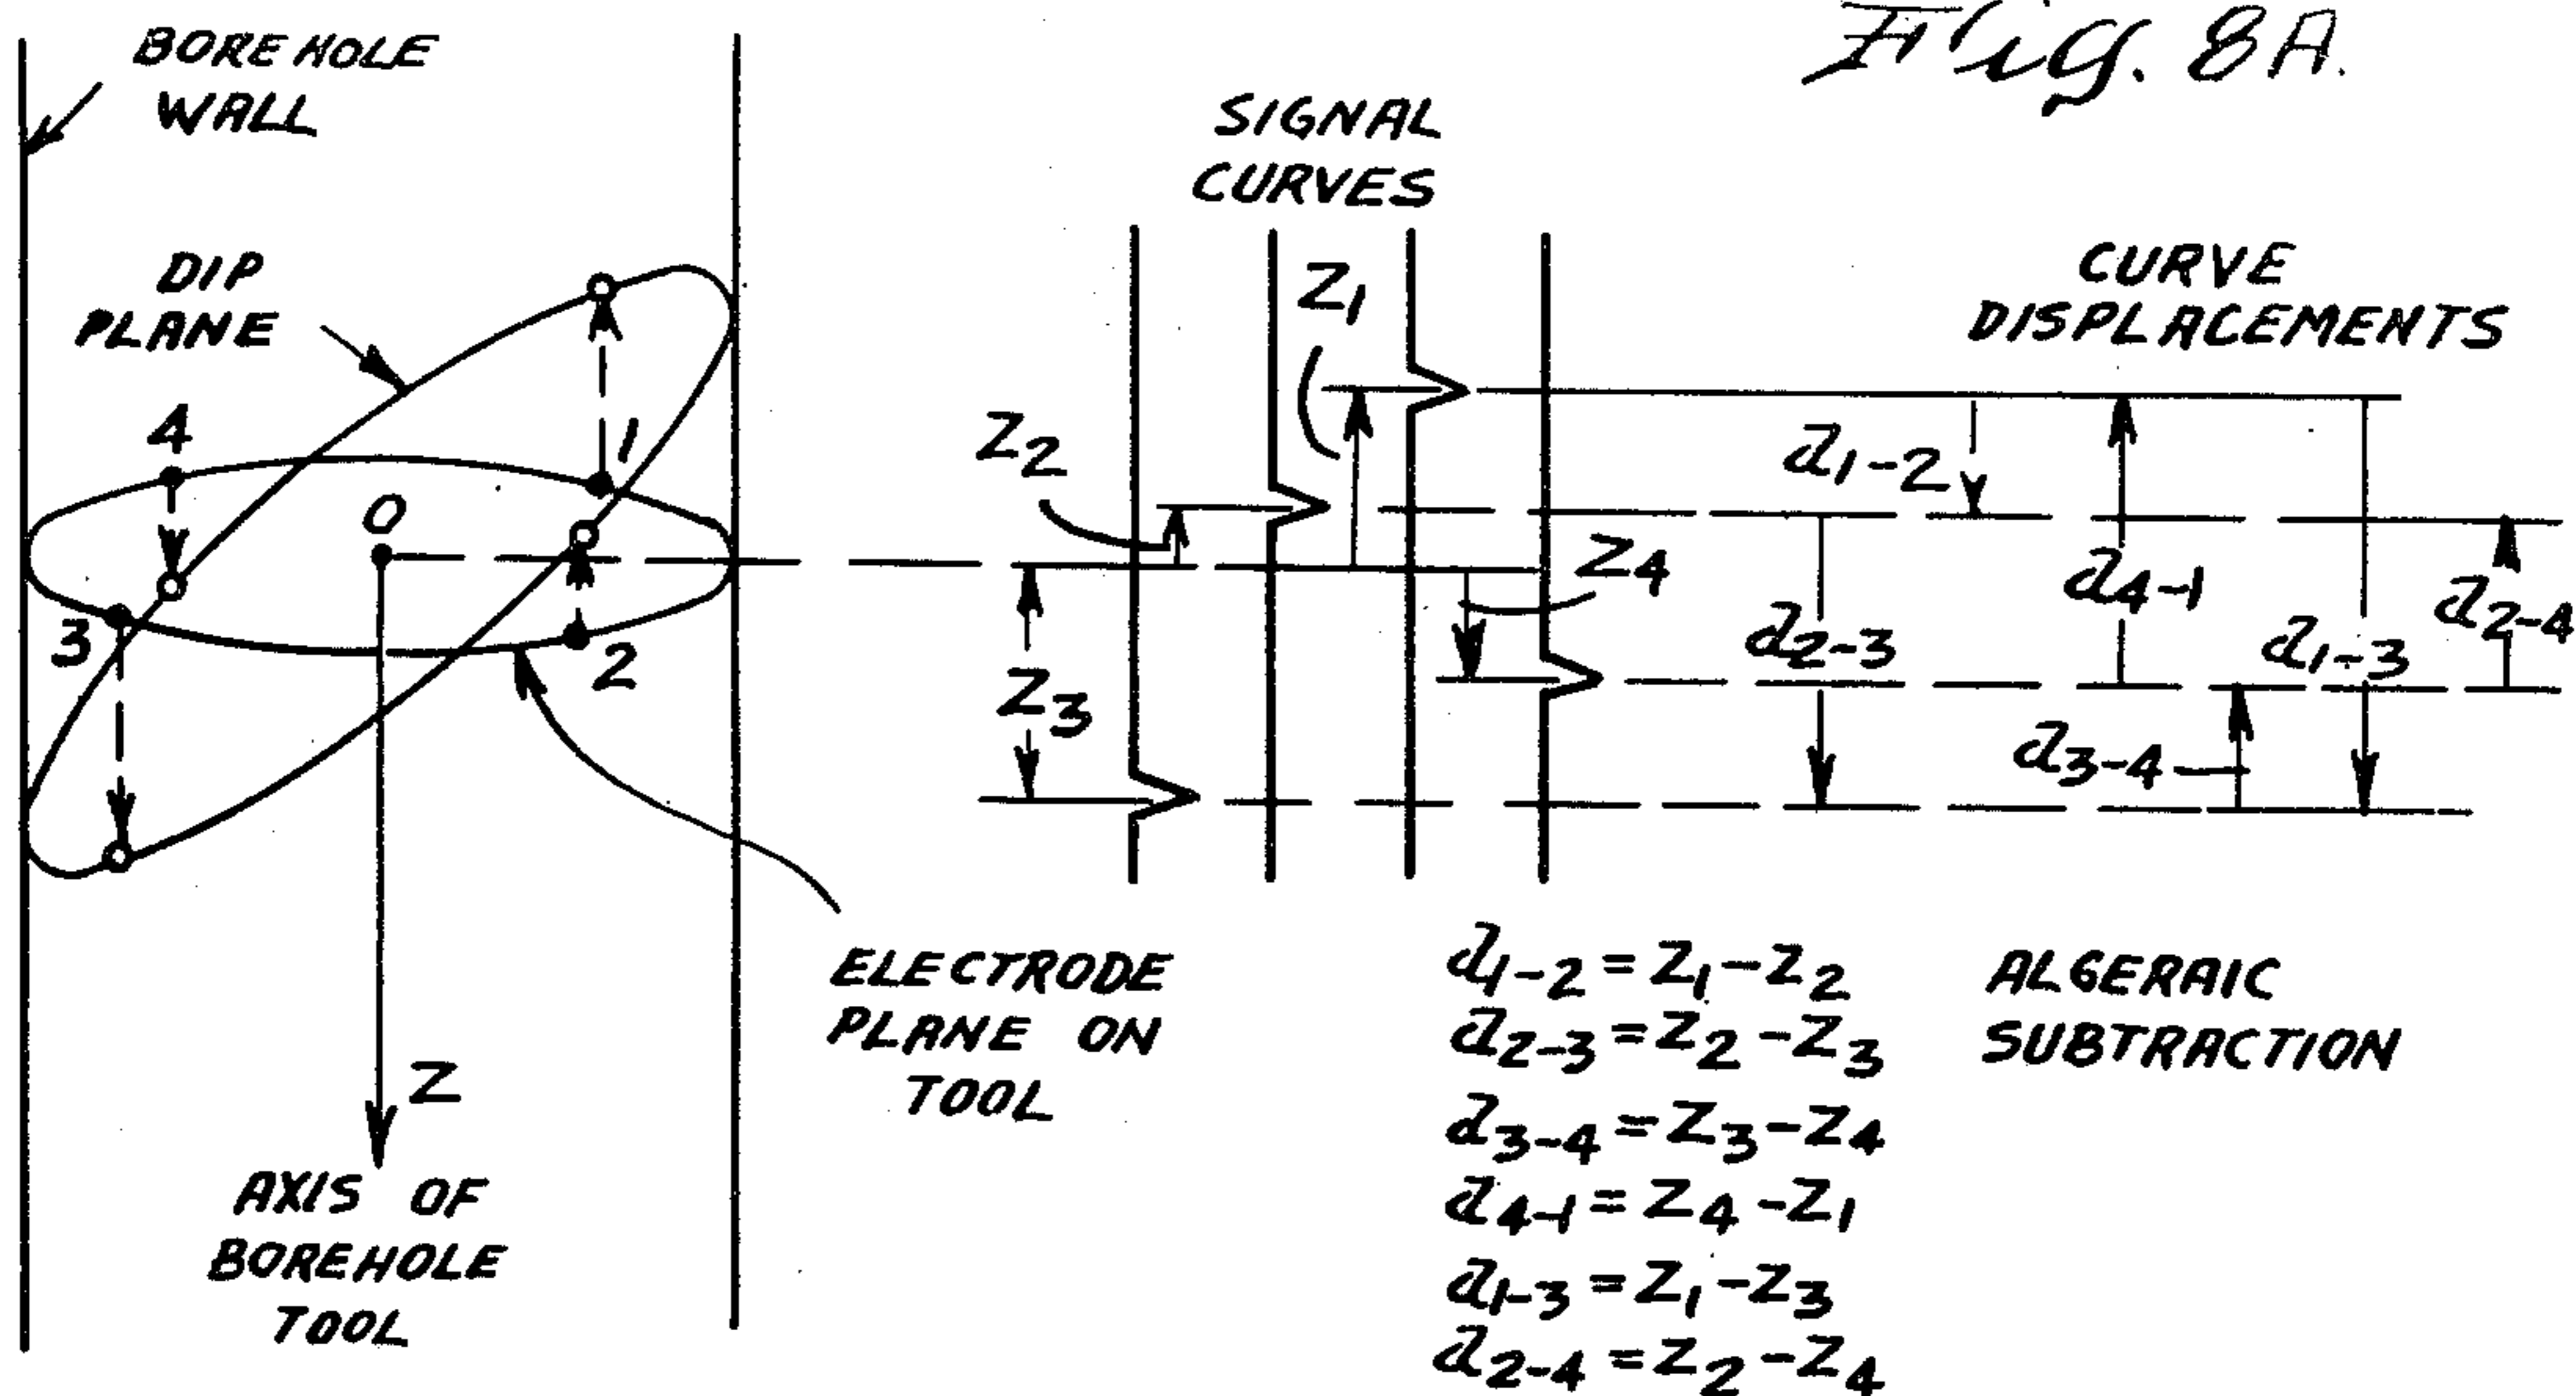 Fig. 8A.
BOREHOLE
WALL
SIGNAL
CURVES
DIP
PLANE
CURVE
DISPLACEMENTS
Z1
Z2
Z3
Z4
4
1
0
3
2
d1-2
d2-3
d4-1
d1-3
d2-4
d3-4
ELECTRODE
PLANE ON
TOOL
Z
AXIS OF
BOREHOLE
TOOL
d1-2 = Z1-Z2
d2-3 = Z2-Z3
d3-4 = Z3-Z4
d4-1 = Z4-Z1
d1-3 = Z1-Z3
d2-4 = Z2-Z4
ALGERAIC
SUBTRACTION